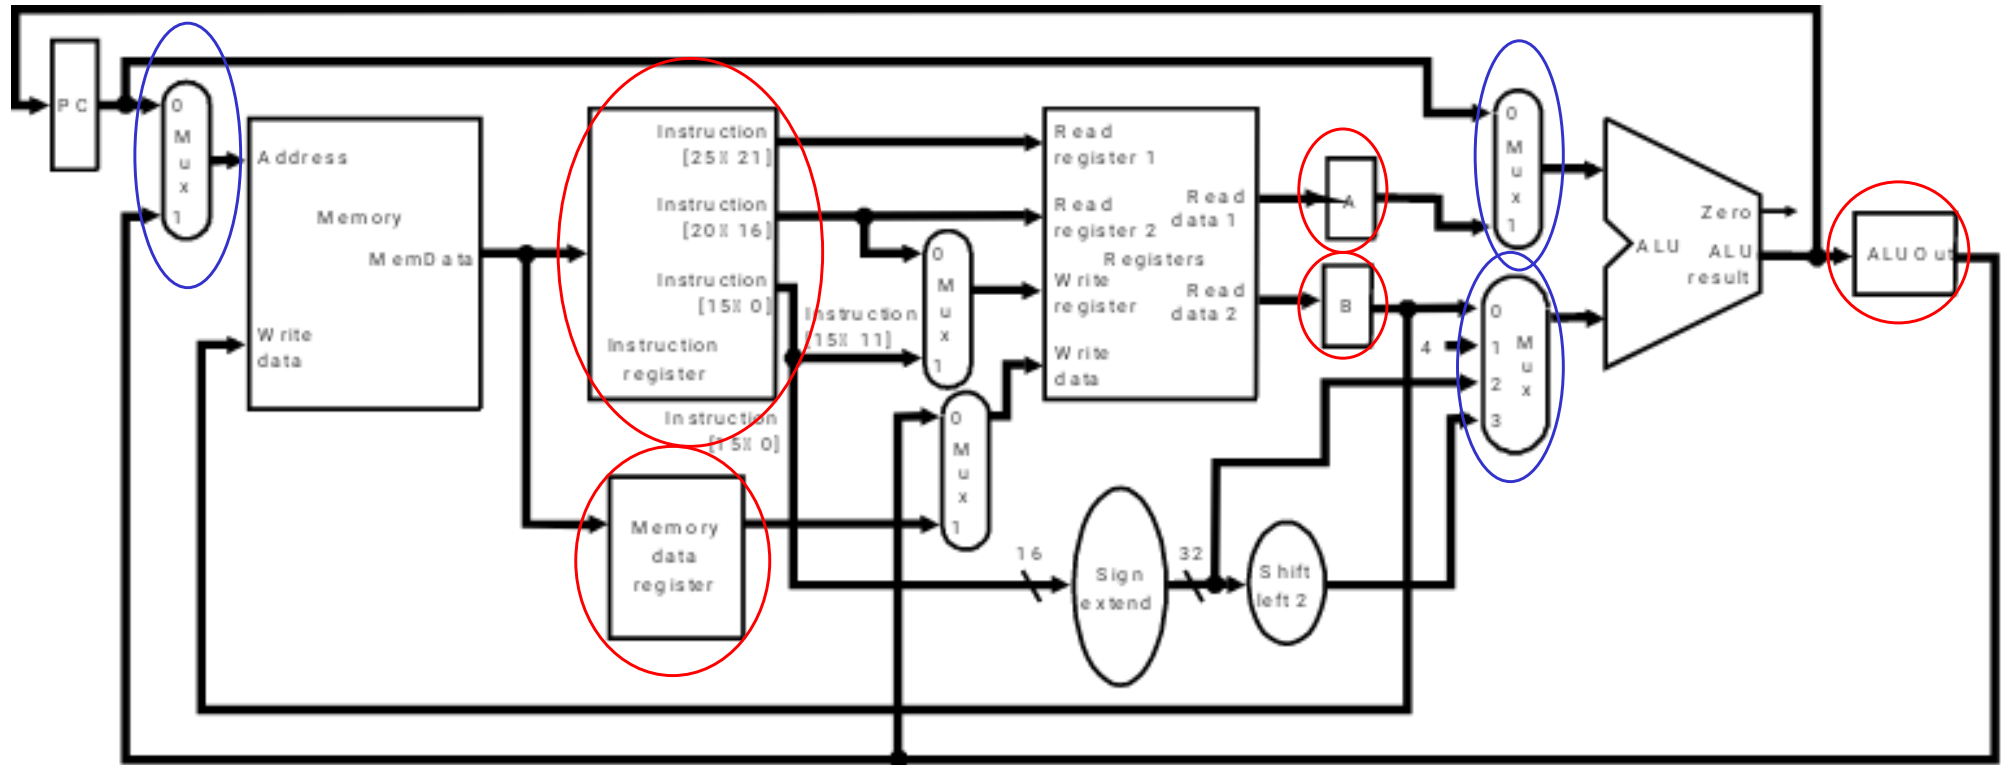 PC
0
M
u
x
1
Address
Memory
MemData
Write
data
Instruction
[25% 21]
Instruction
[20% 16]
Instruction
[15% 0]
Instruction
register
Instruction
[15% 11]
Instruction
[15% 0]
Memory
data
register
0
M
u
x
1
0
M
u
x
1
Read
register 1
Read
register 2
Registers
Write
register
Write
data
Read
data 1
Read
data 2
16
Sign
extend
32
Shift
left 2
A
B
4
0
M
u
x
1
0
1
2
3
M
u
x
Zero
ALU
ALU
result
ALUOut